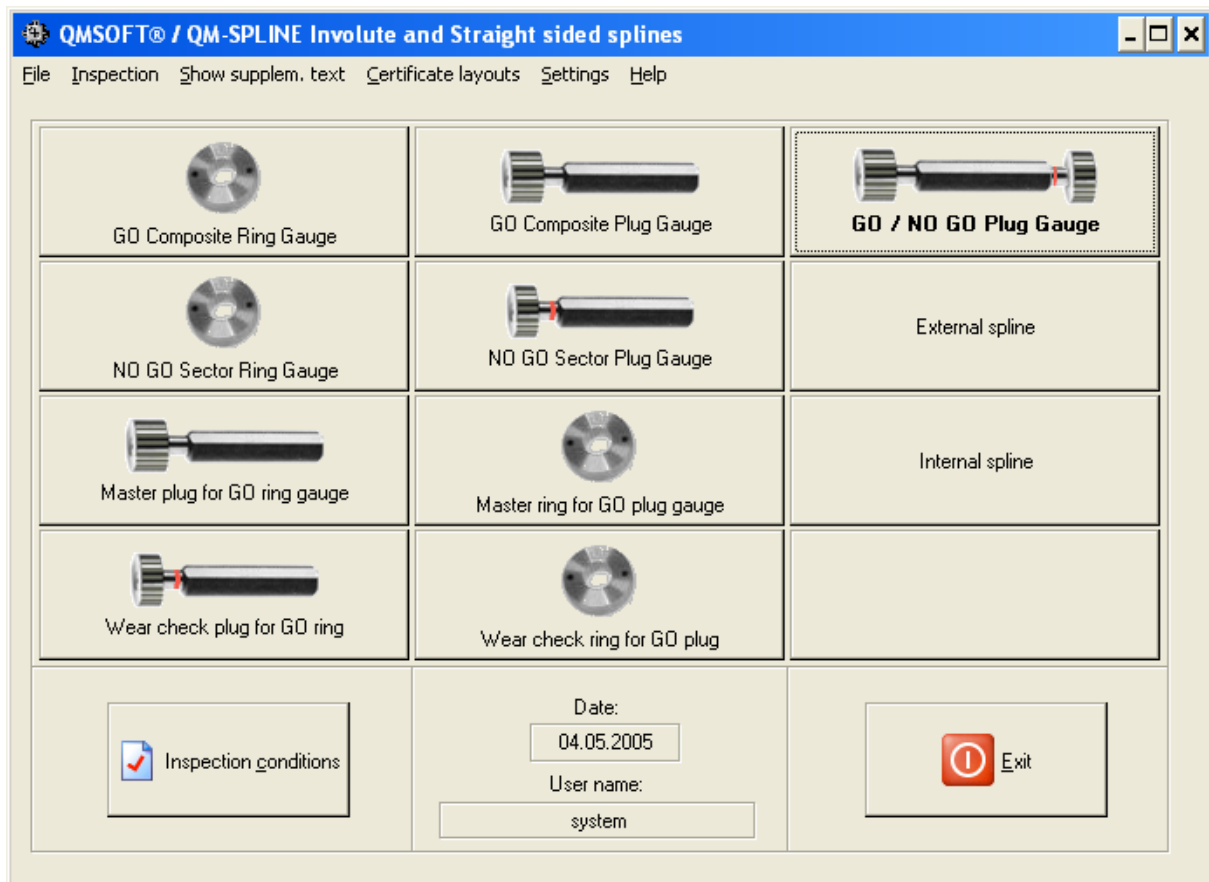 QMSOFT® / QM-SPLINE Involute and Straight sided splines
File Inspection Show supplem. text Certificate layouts Settings Help
GO Composite Ring Gauge
GO Composite Plug Gauge
GO / NO GO Plug Gauge
NO GO Sector Ring Gauge
NO GO Sector Plug Gauge
External spline
Master plug for GO ring gauge
Master ring for GO plug gauge
Internal spline
Wear check plug for GO ring
Wear check ring for GO plug
Inspection conditions
Date:
04.05.2005
User name:
system
Exit